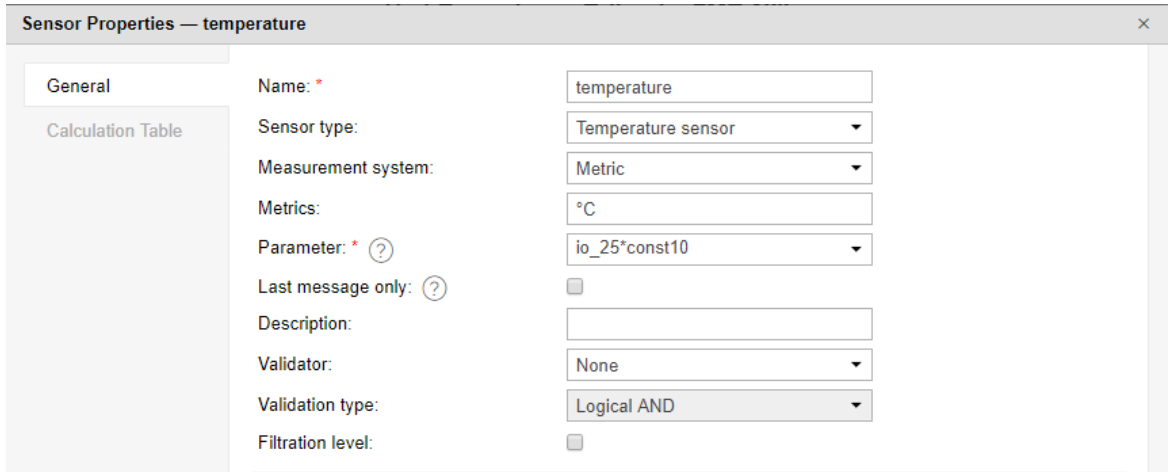 Sensor Properties — temperature ×
General
Calculation Table
Name: * temperature
Sensor type: Temperature sensor
Measurement system: Metric
Metrics: °C
Parameter: * ? io_25*const10
Last message only: ?
Description:
Validator: None
Validation type: Logical AND
Filtration level: